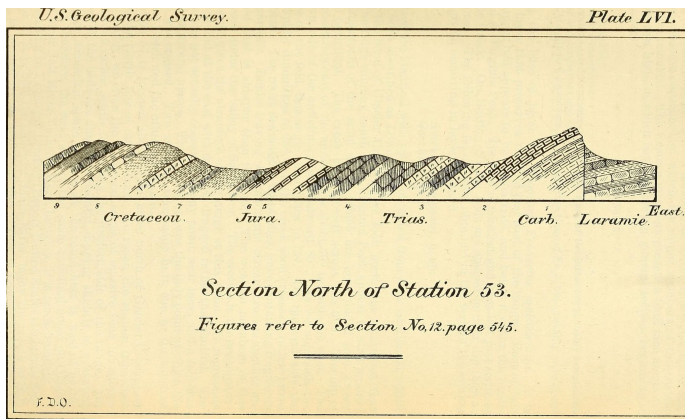 U.S. Geological Survey. Plate LVI.
9 8 7 6 5 4 3 2 1
Cretaceou. Jura. Trias. Carb. Laramie. East.
Section North of Station 53.
Figures refer to Section No. 12. page 545.
F.D.O.